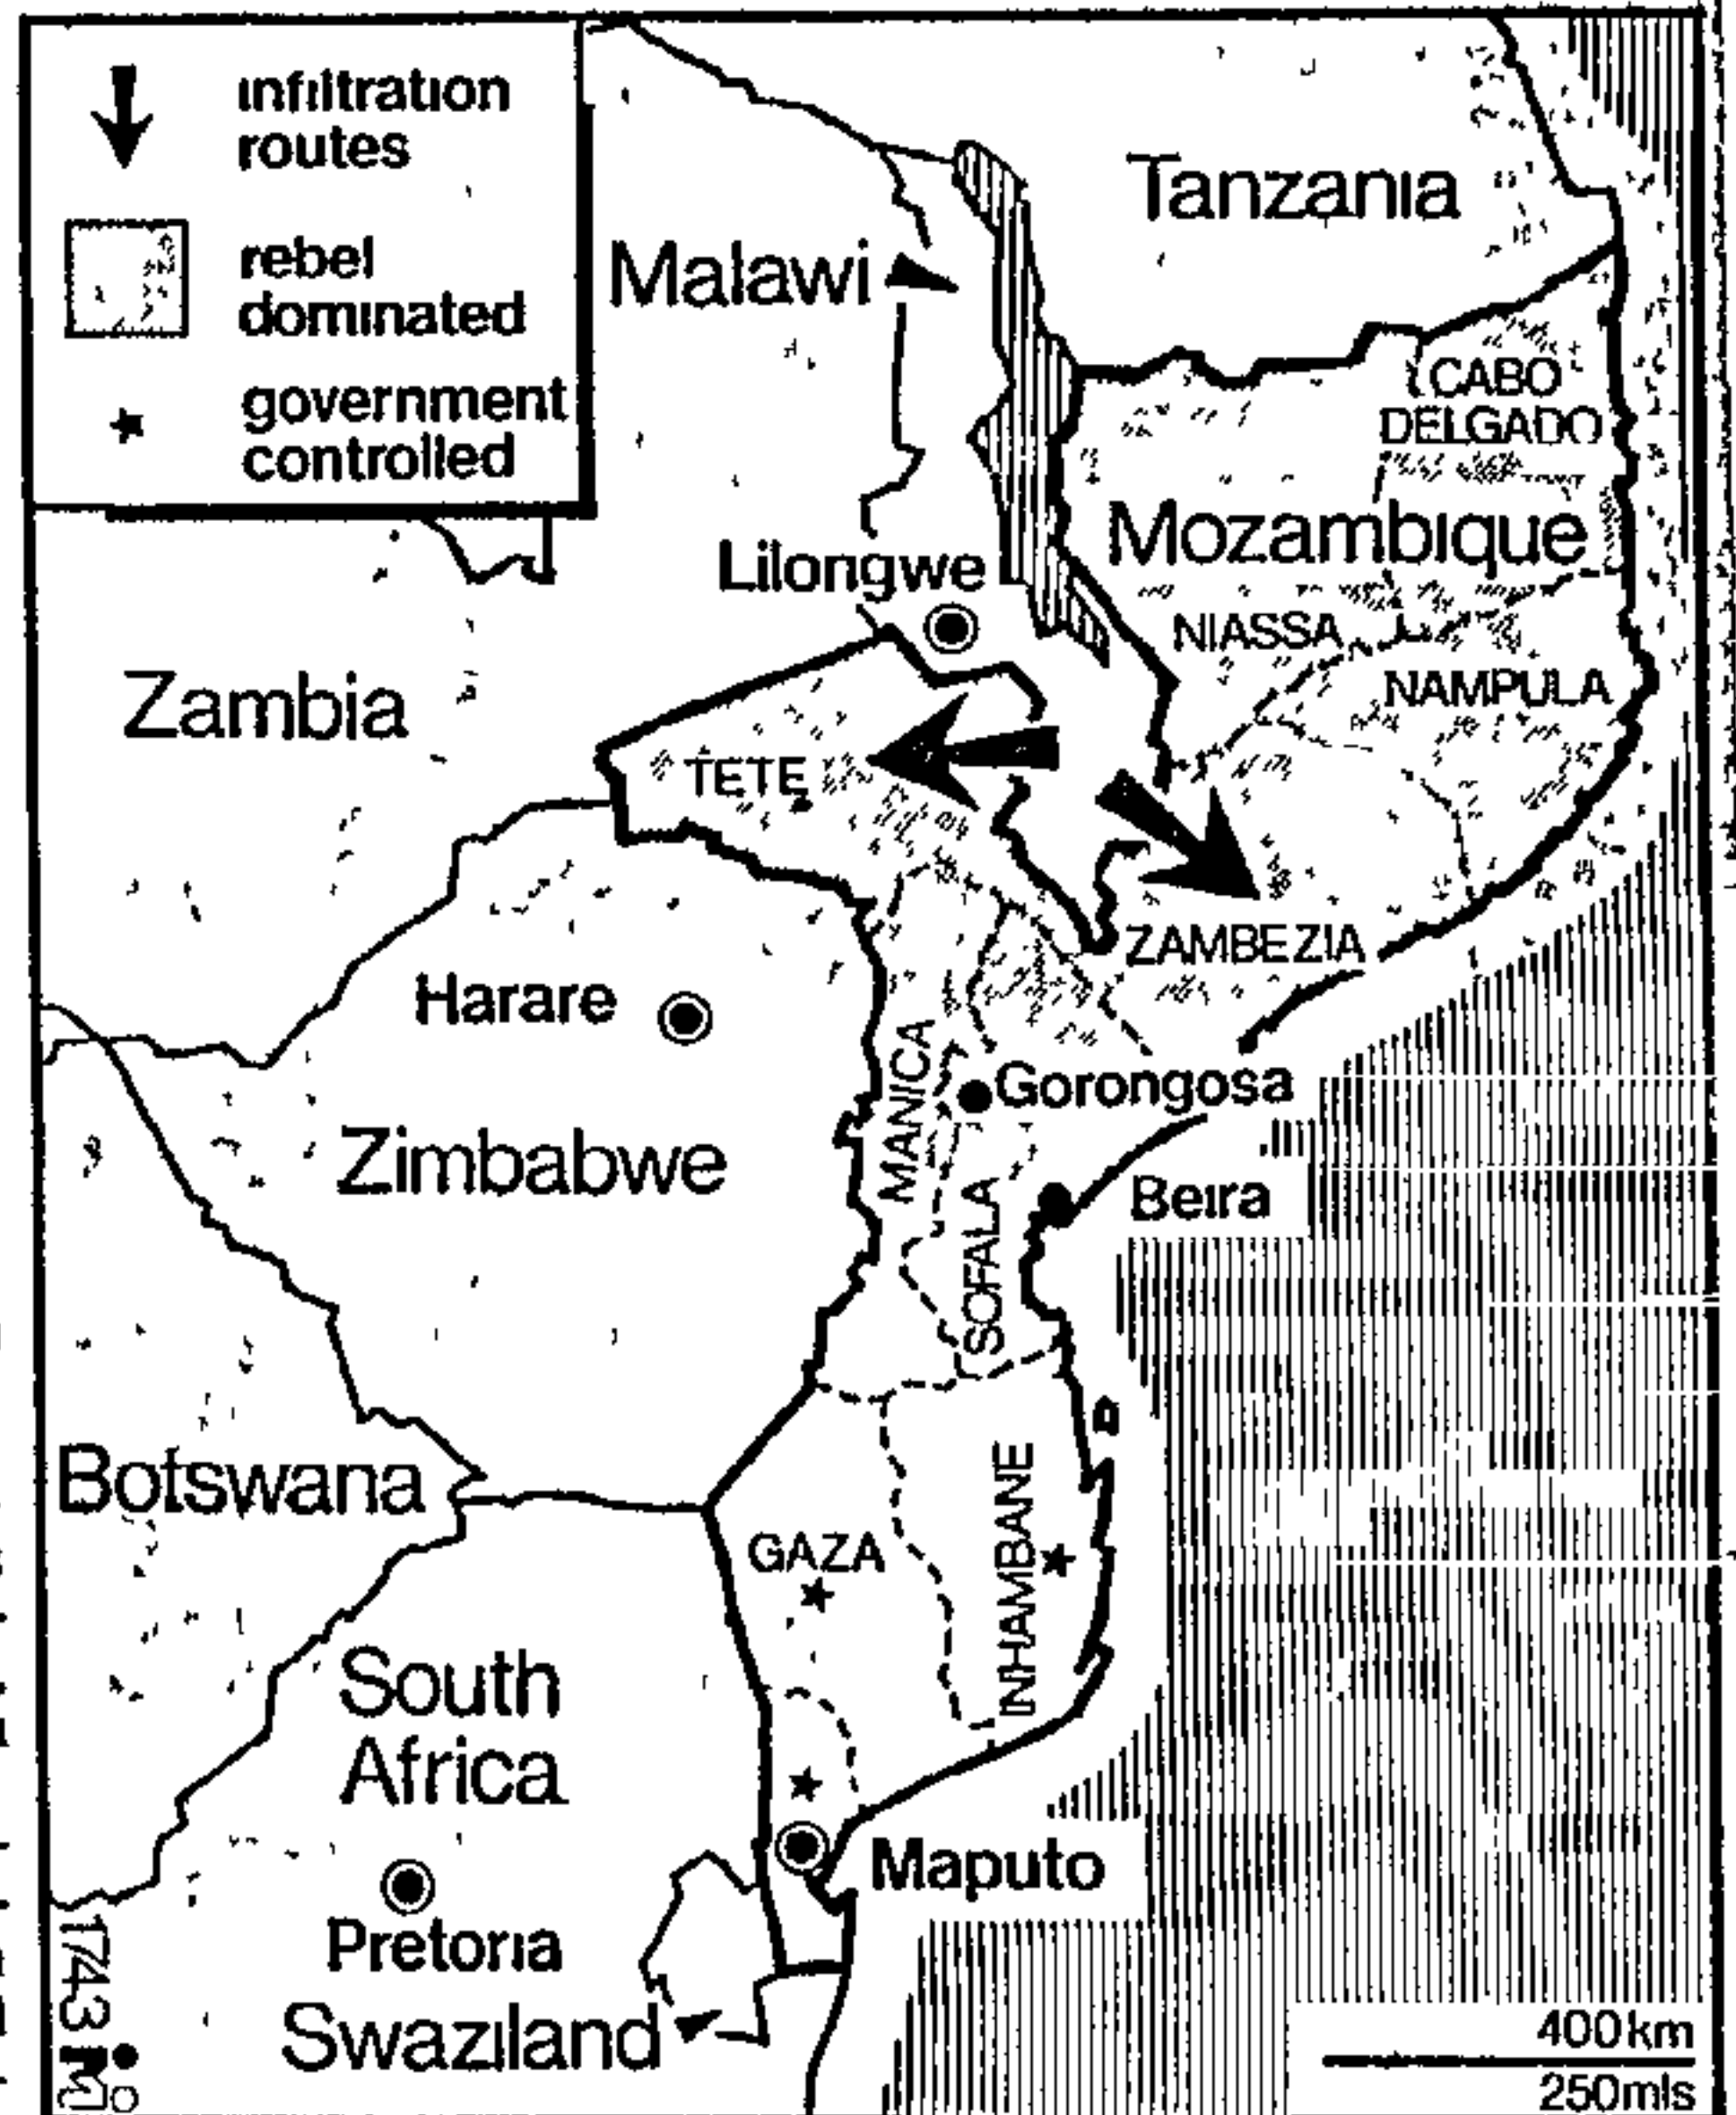 infiltration
routes
rebel
dominated
government
controlled
Tanzania
Malawi
CABO
DELGADO
Mozambique
Lilongwe
NIASSA
NAMPULA
Zambia
TETE
ZAMBEZIA
Harare
MANICA
Gorongosa
Zimbabwe
SOFALA
Beira
Botswana
GAZA
INHAMBANE
South
Africa
Maputo
Pretoria
Swaziland
1743
400km
250mls